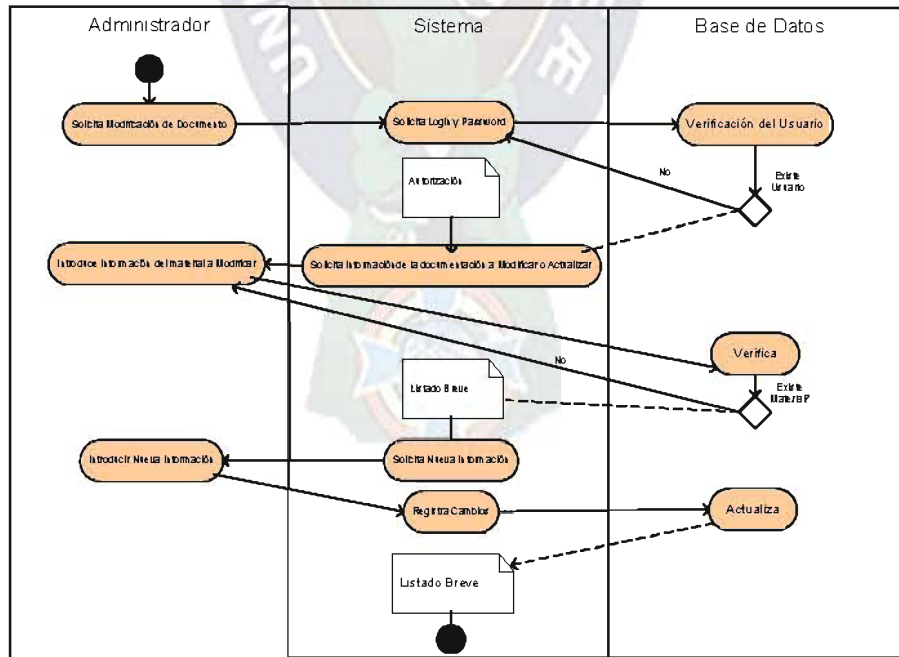 Administrador
Sistema
Base de Datos
Solicita Modificación de Documento
Solicita Login y Password
Verificación del Usuario
No
Existe
Usuario
Autorización
Introduce Información del material a Modificar
Solicita Información de la documentación a Modificar o Actualizar
Verifica
No
Existe
Material?
Listado Breve
Introducir Nueva Información
Solicita Nueva Información
Registra Cambios
Actualiza
Listado Breve